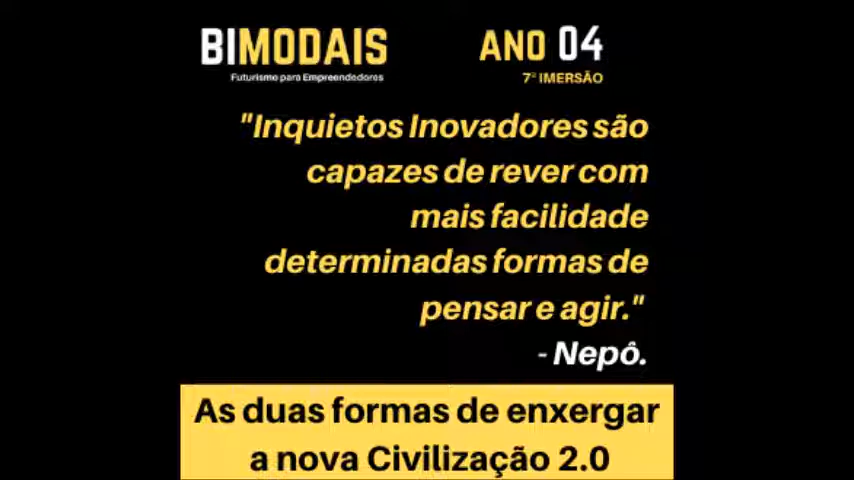 BIMODAIS
Futurismo para Empreendedores
ANO 04
7ª IMERSÃO
"Inquietos Inovadores são
capazes de rever com
mais facilidade
determinadas formas de
pensar e agir."
- Nepô.
As duas formas de enxergar
a nova Civilização 2.0